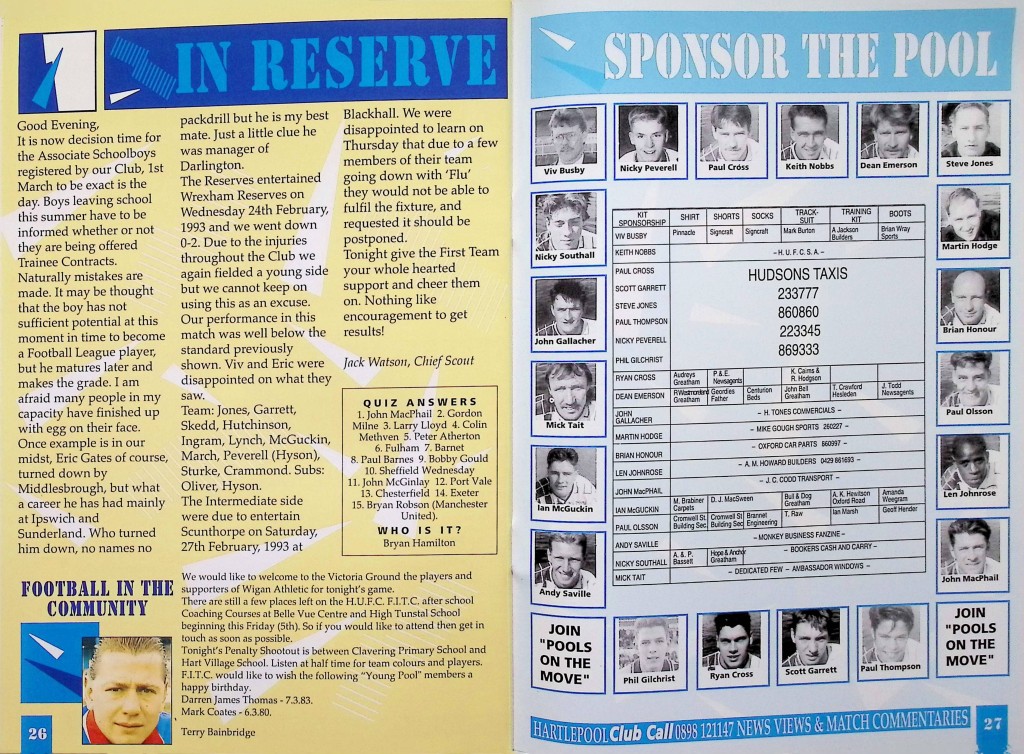 IN RESERVE
Good Evening,
It is now decision time for
the Associate Schoolboys
registered by our Club, 1st
March to be exact is the
day. Boys leaving school
this summer have to be
informed whether or not
they are being offered
Trainee Contracts.
Naturally mistakes are
made. It may be thought
that the boy has not
sufficient potential at this
moment in time to become
a Football League player,
but he matures later and
makes the grade. I am
afraid many people in my
capacity have finished up
with egg on their face.
Once example is in our
midst, Eric Gates of course,
turned down by
Middlesbrough, but what
a career he has had mainly
at Ipswich and
Sunderland. Who turned
him down, no names no
packdrill but he is my best
mate. Just a little clue he
was manager of
Darlington.
The Reserves entertained
Wrexham Reserves on
Wednesday 24th February,
1993 and we went down
0-2. Due to the injuries
throughout the Club we
again fielded a young side
but we cannot keep on
using this as an excuse.
Our performance in this
match was well below the
standard previously
shown. Viv and Eric were
disappointed on what they
saw.
Team: Jones, Garrett,
Skedd, Hutchinson,
Ingram, Lynch, McGuckin,
March, Peverell (Hyson),
Sturke, Crammond. Subs:
Oliver, Hyson.
The Intermediate side
were due to entertain
Scunthorpe on Saturday,
27th February, 1993 at
Blackhall. We were
disappointed to learn on
Thursday that due to a few
members of their team
going down with ‘Flu’
they would not be able to
fulfil the fixture, and
requested it should be
postponed.
Tonight give the First Team
your whole hearted
support and cheer them
on. Nothing like
encouragement to get
results!
Jack Watson, Chief Scout
QUIZ ANSWERS
1. John MacPhail 2. Gordon
Milne 3. Larry Lloyd 4. Colin
Methven 5. Peter Atherton
6. Fulham 7. Barnet
8. Paul Barnes 9. Bobby Gould
10. Sheffield Wednesday
11. John McGinlay 12. Port Vale
13. Chesterfield 14. Exeter
15. Bryan Robson (Manchester
United).
WHO IS IT?
Bryan Hamilton
FOOTBALL IN THE
COMMUNITY
We would like to welcome to the Victoria Ground the players and
supporters of Wigan Athletic for tonight's game.
There are still a few places left on the H.U.F.C. F.I.T.C. after school
Coaching Courses at Belle Vue Centre and High Tunstal School
beginning this Friday (5th). So if you would like to attend then get in
touch as soon as possible.
Tonight's Penalty Shootout is between Clavering Primary School and
Hart Village School. Listen at half time for team colours and players.
F.I.T.C. would like to wish the following "Young Pool" members a
happy birthday.
Darren James Thomas - 7.3.83.
Mark Coates - 6.3.80.
Terry Bainbridge
26
SPONSOR THE POOL
Viv Busby
Nicky Peverell
Paul Cross
Keith Nobbs
Dean Emerson
Steve Jones
Nicky Southall
Martin Hodge
John Gallacher
Brian Honour
Mick Tait
Paul Olsson
Ian McGuckin
Len Johnrose
Andy Saville
John MacPhail
KIT SPONSORSHIP SHIRT SHORTS SOCKS TRACK-SUIT TRAINING KIT BOOTS
VIV BUSBY Pinnacle Signcraft Signcraft Mark Burton A Jackson Builders Brian Wray Sports
KEITH NOBBS – H. U. F. C. S. A. –
PAUL CROSS
SCOTT GARRETT
STEVE JONES
PAUL THOMPSON
NICKY PEVERELL
PHIL GILCHRIST
HUDSONS TAXIS
233777
860860
223345
869333
RYAN CROSS Audreys Greatham P & E. Newsagents K. Cairns & R. Hodgson
DEAN EMERSON R.Westmorland Greatham Geordies Father Centurion Beds John Bell Greatham T. Crawford Hesleden J. Todd Newsagents
JOHN GALLACHER – H. TONES COMMERCIALS –
MARTIN HODGE – MIKE GOUGH SPORTS 260227 –
BRIAN HONOUR – OXFORD CAR PARTS 860997 –
LEN JOHNROSE – A. M. HOWARD BUILDERS 0429 861693 –
JOHN MacPHAIL – J. C. CODD TRANSPORT –
IAN McGUCKIN M. Brabiner Carpets D. J. MacSween Bull & Dog Greatham A. K. Hewitson Oxford Road Amanda Weegram
PAUL OLSSON Cromwell St. Building Sec. Cromwell St. Building Sec. Brannet Engineering T. Raw Ian Marsh Geoff Hender
ANDY SAVILLE – MONKEY BUSINESS FANZINE –
NICKY SOUTHALL A. & P. Bassett Hope & Anchor Greatham – BOOKERS CASH AND CARRY –
MICK TAIT – DEDICATED FEW – AMBASSADOR WINDOWS –
JOIN
"POOLS
ON THE
MOVE"
Phil Gilchrist
Ryan Cross
Scott Garrett
Paul Thompson
JOIN
"POOLS
ON THE
MOVE"
HARTLEPOOL Club Call 0898 121147 NEWS VIEWS & MATCH COMMENTARIES
27